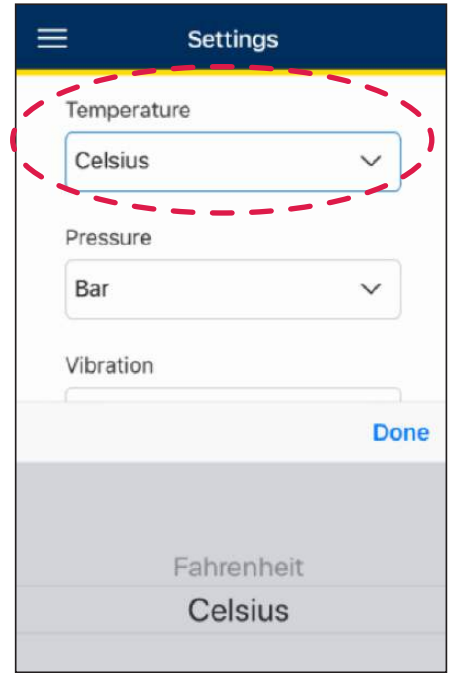 Settings
Temperature
Celsius
Pressure
Bar
Vibration
Done
Fahrenheit
Celsius